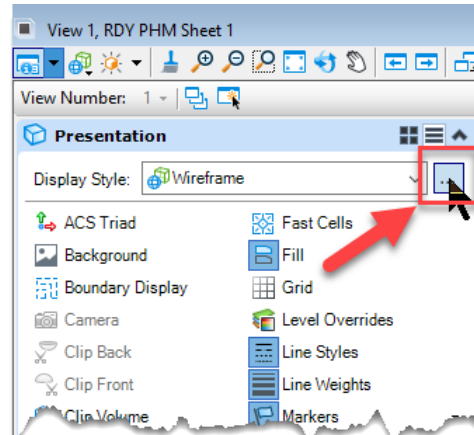 View 1, RDY PHM Sheet 1
View Number: 1
Presentation
Display Style: Wireframe ...
ACS Triad Fast Cells
Background Fill
Boundary Display Grid
Camera Level Overrides
Clip Back Line Styles
Clip Front Line Weights
Clip Volume Markers